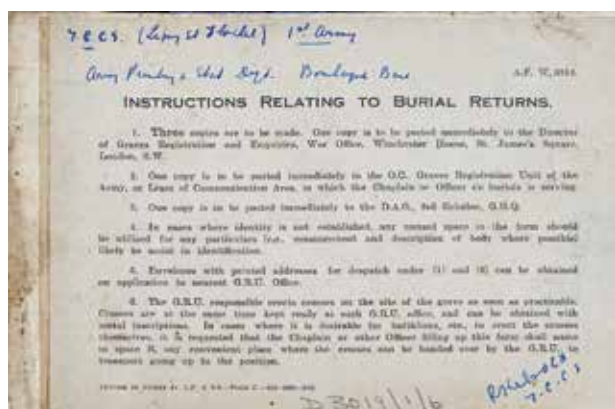 7. C.C.S. 1st Army
Army Printing & Stat. Dept. Boulogne Base A.F. W.
INSTRUCTIONS RELATING TO BURIAL RETURNS.
1. Three copies are to be made. One copy is to be posted immediately to the Director
of Graves Registration and Enquiries, War Office, Winchester House, St. James's Square,
London, S.W.
2. One copy is to be posted immediately to the O.C. Graves Registration Unit of the
Army, or Lines of Communication Area, in which the Chaplain or Officer i/c burials is serving.
3. One copy is to be posted immediately to the D.A.G., 3rd Echelon, G.H.Q.
4. In cases where identity is not established, any unused space in the form should
be utilised for any particulars (i.e., measurement and description of body where possible)
likely to assist in identification.
5. Envelopes with printed addresses for despatch under (1) and (2) can be obtained
on application to nearest G.R.U. Office.
6. The G.R.U. responsible erects crosses on the site of the grave as soon as practicable.
Crosses are at the same time kept ready at each G.R.U. office, and can be obtained with
metal inscriptions. In cases where it is desirable for battalions, etc., to erect the crosses
themselves, it is requested that the Chaplain or other Officer filling up this form shall name
in space N, any convenient place where the crosses can be handed over by the G.R.U. to
transport going up to the position.
D3019/1/6
7.C.C.S